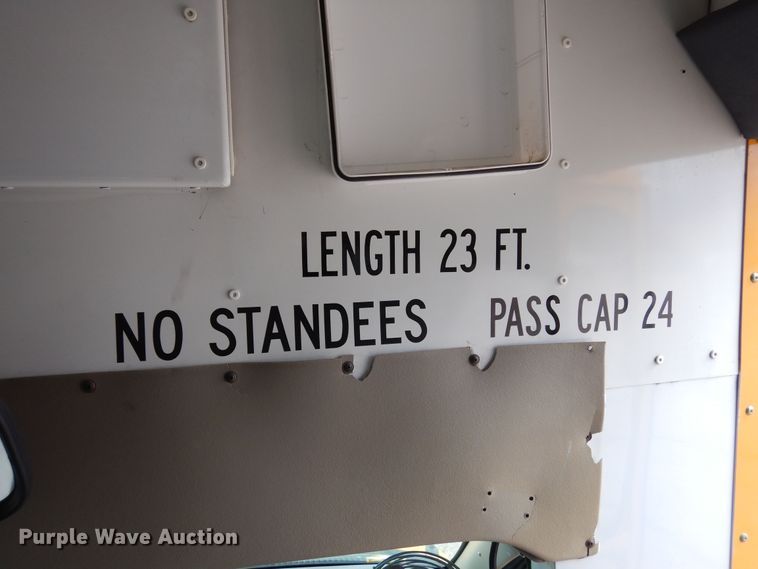 LENGTH 23 FT.
NO STANDEES PASS CAP 24
Purple Wave Auction